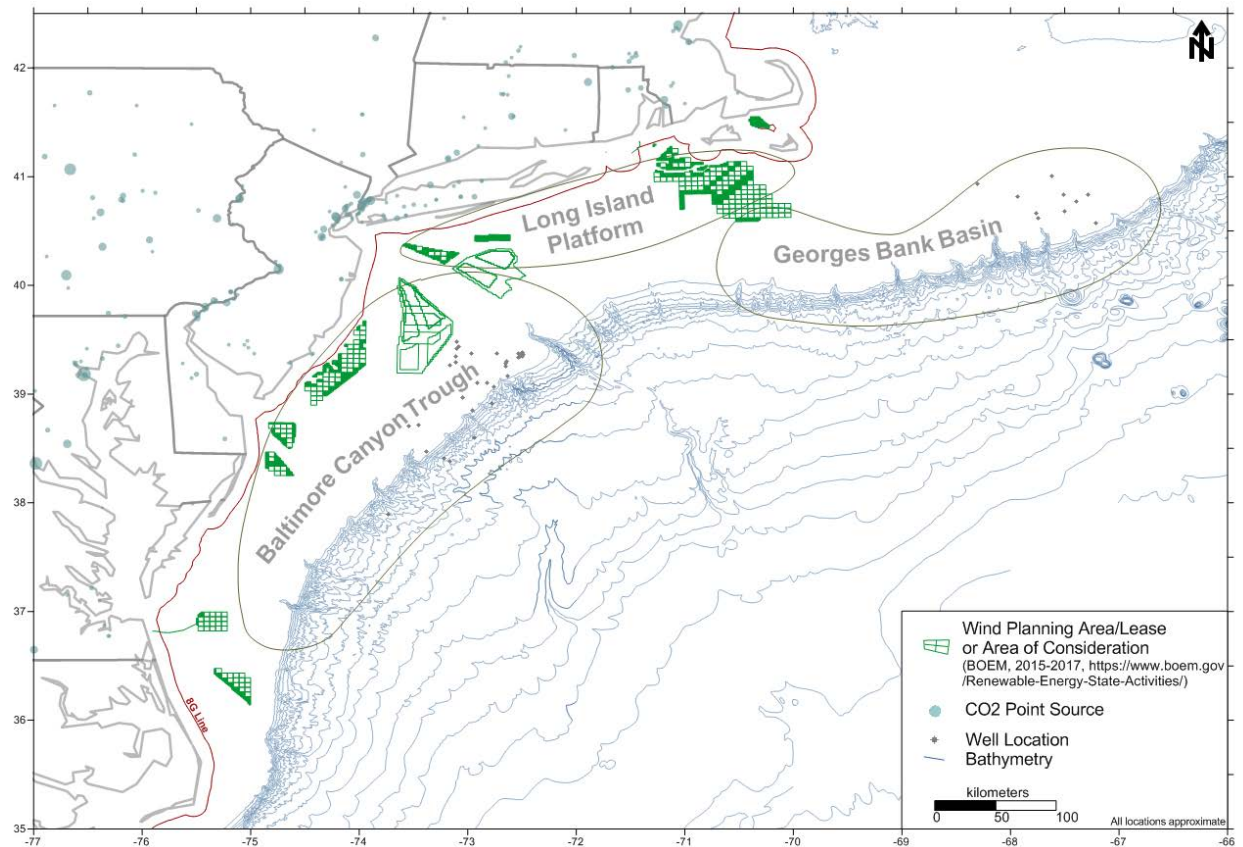 N
42
41
40
39
38
37
36
35
Long Island
Platform
Georges Bank Basin
Baltimore Canyon Trough
8G Line
Wind Planning Area/Lease
or Area of Consideration
(BOEM, 2015-2017, https://www.boem.gov
/Renewable-Energy-State-Activities/)
CO2 Point Source
Well Location
Bathymetry
kilometers
0 50 100
All locations approximate
-77 -76 -75 -74 -73 -72 -71 -70 -69 -68 -67 -66